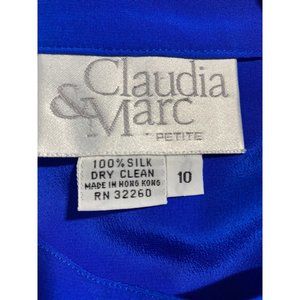 Claudia
& Marc
PETITE
100% SILK
DRY CLEAN
MADE IN HONG KONG
RN 32260
10